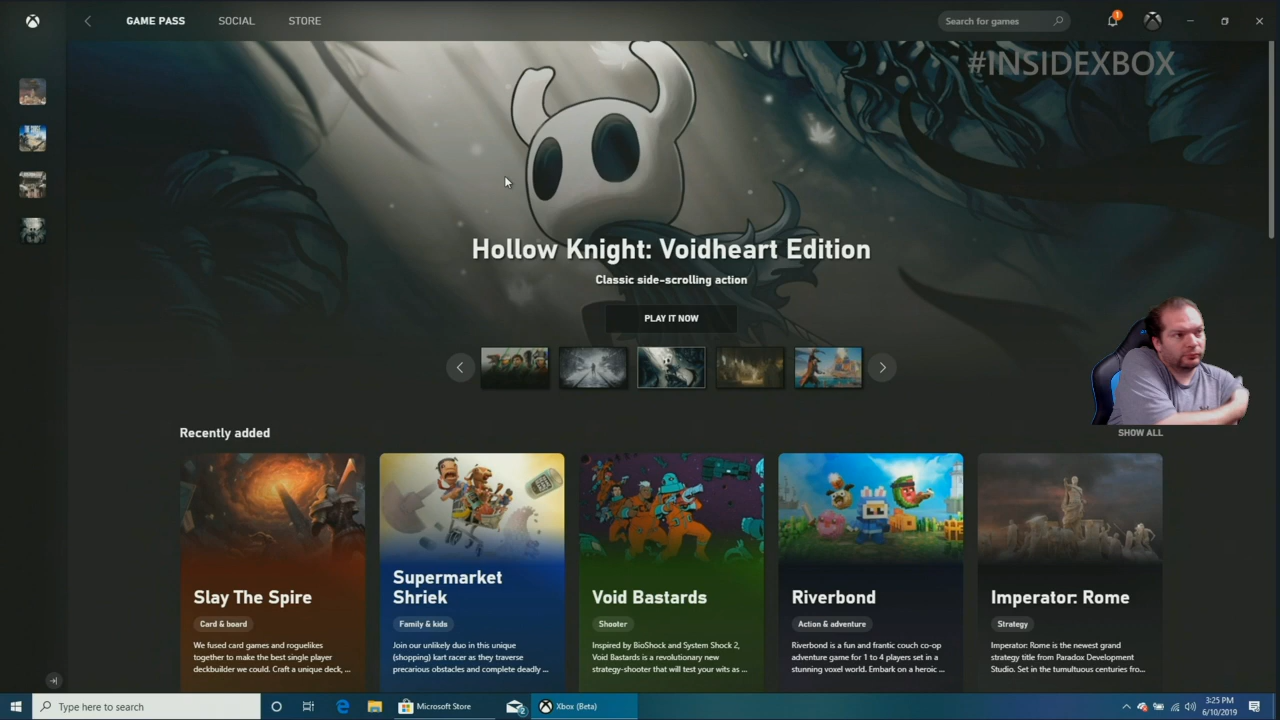 GAME PASS SOCIAL STORE
Search for games
1
#INSIDEXBOX
Hollow Knight: Voidheart Edition
Classic side-scrolling action
PLAY IT NOW
Recently added
SHOW ALL
Slay The Spire
Card & board
We fused card games and roguelikes
together to make the best single player
deckbuilder we could. Craft a unique deck, ...
Supermarket
Shriek
Family & kids
Join our unlikely duo in this unique
(shopping) kart racer as they traverse
precarious obstacles and complete deadly ...
Void Bastards
Shooter
Inspired by BioShock and System Shock 2,
Void Bastards is a revolutionary new
strategy-shooter that will test your wits as ...
Riverbond
Action & adventure
Riverbond is a fun and frantic couch co-op
adventure game for 1 to 4 players set in a
stunning voxel world. Embark on a heroic ...
Imperator: Rome
Strategy
Imperator: Rome is the newest grand
strategy title from Paradox Development
Studio. Set in the tumultuous centuries fro...
Type here to search
Microsoft Store
2
Xbox (Beta)
3:25 PM
6/10/2019